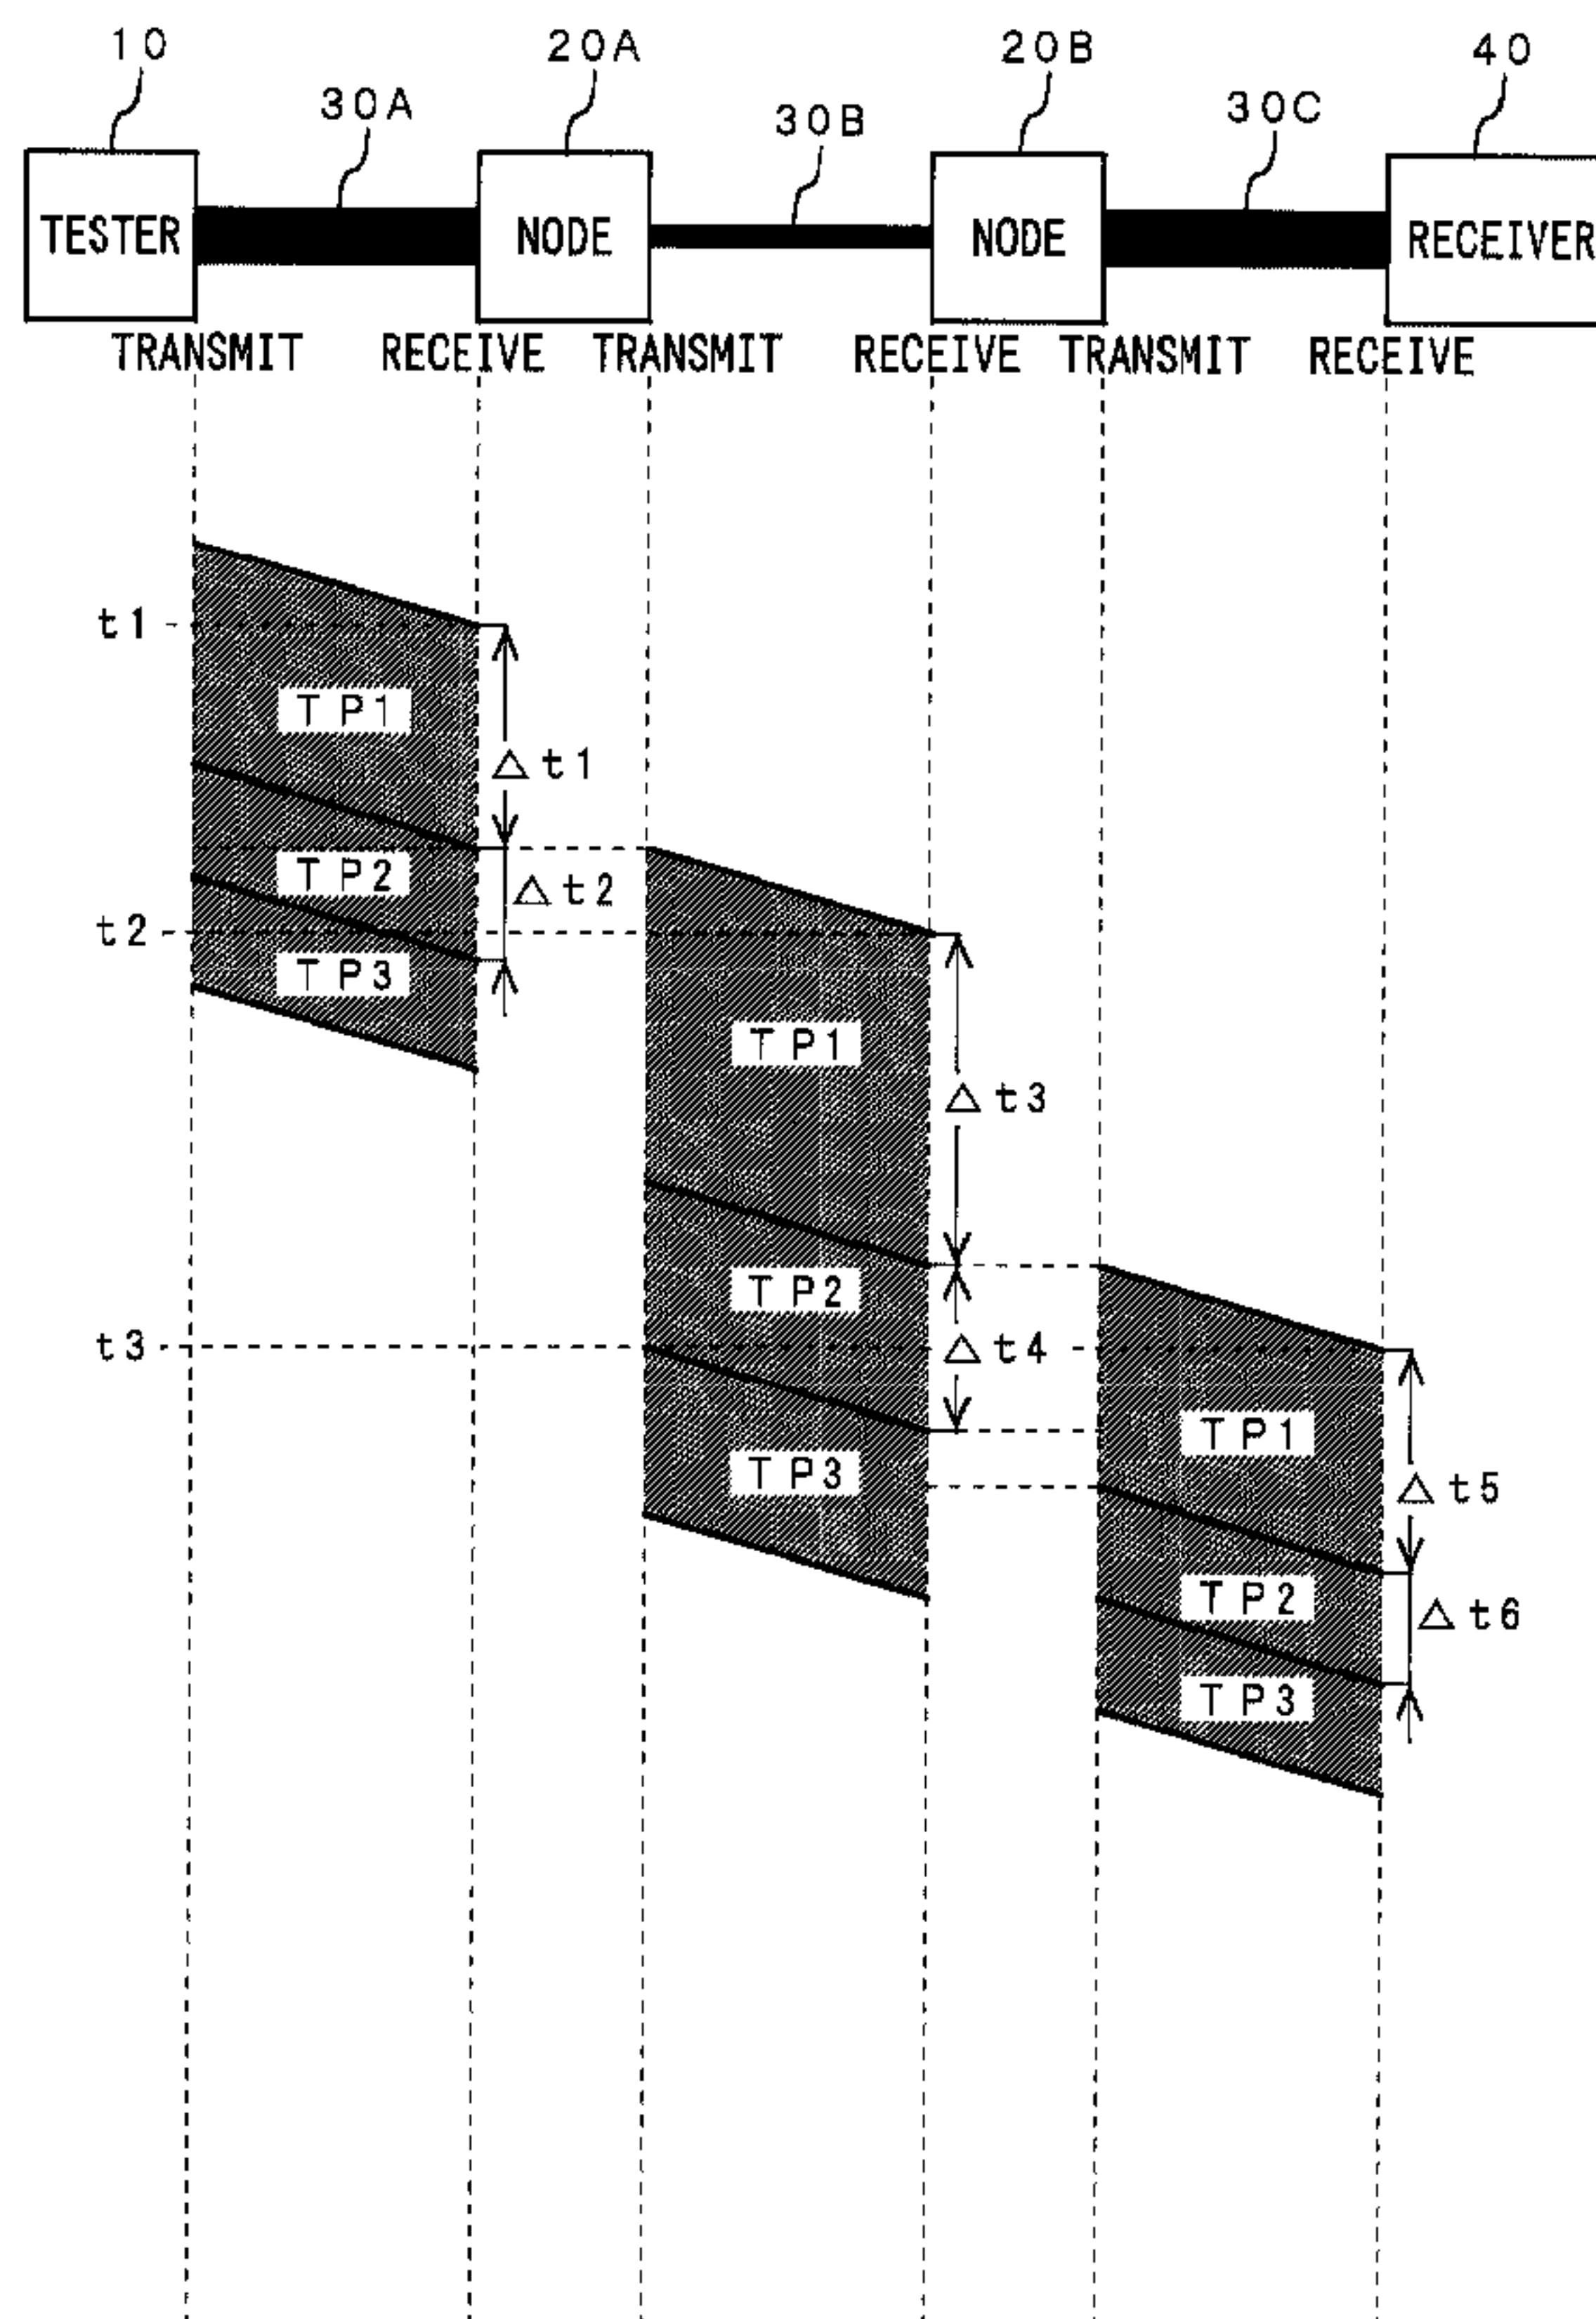 10 20A 20B 40
30A 30B 30C
TESTER NODE NODE RECEIVER
TRANSMIT RECEIVE TRANSMIT RECEIVE TRANSMIT RECEIVE
t1
TP1
△t1
TP2
△t2
t2
TP3
TP1
△t3
TP2
t3
△t4
TP1
TP3
△t5
TP2
△t6
TP3